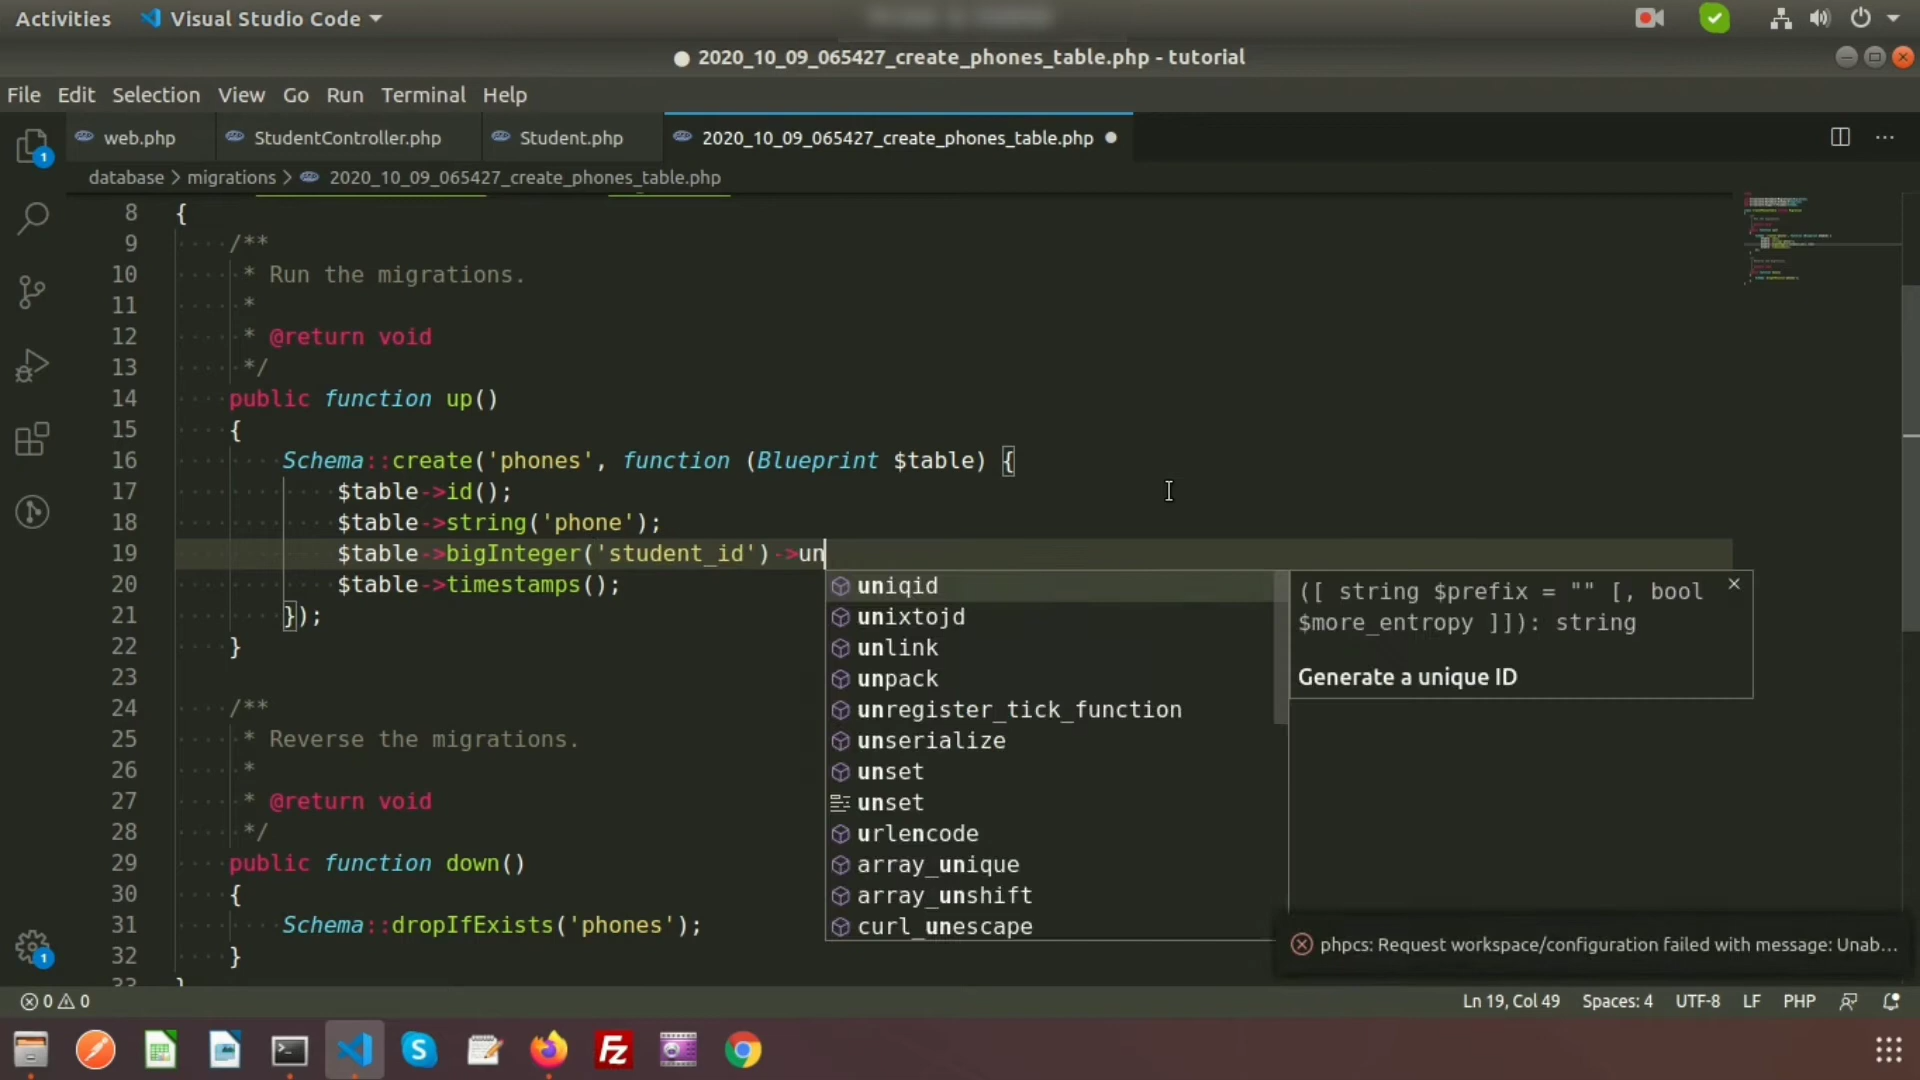 Activities Visual Studio Code
2020_10_09_065427_create_phones_table.php - tutorial
File Edit Selection View Go Run Terminal Help
web.php StudentController.php Student.php 2020_10_09_065427_create_phones_table.php
database > migrations > 2020_10_09_065427_create_phones_table.php
8 {
9 /**
10 * Run the migrations.
11 *
12 * @return void
13 */
14 public function up()
15 {
16 Schema::create('phones', function (Blueprint $table) {
17 $table->id();
18 $table->string('phone');
19 $table->bigInteger('student_id')->un
20 $table->timestamps();
21 });
22 }
23
24 /**
25 * Reverse the migrations.
26 *
27 * @return void
28 */
29 public function down()
30 {
31 Schema::dropIfExists('phones');
32 }
33 }
uniqid
unixtojd
unlink
unpack
unregister_tick_function
unserialize
unset
unset
urlencode
array_unique
array_unshift
curl_unescape
([ string $prefix = "" [, bool
$more_entropy ]]): string
Generate a unique ID
phpcs: Request workspace/configuration failed with message: Unab...
1
1
0 0 Ln 19, Col 49 Spaces: 4 UTF-8 LF PHP
S
Fz